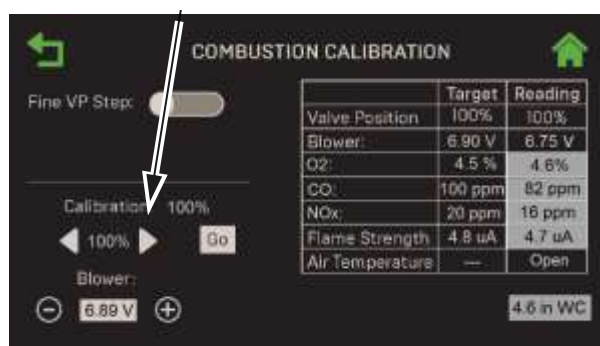 COMBUSTION CALIBRATION
Fine VP Step:
Target Reading
Valve Position 100% 100%
Blower: 6.90 V 6.75 V
O2: 4.5 % 4.6%
CO: 100 ppm 82 ppm
NOx: 20 ppm 16 ppm
Flame Strength 4.8 uA 4.7 uA
Air Temperature --- Open
Calibration 100%
100% Go
Blower:
6.89 V
4.6 in WC